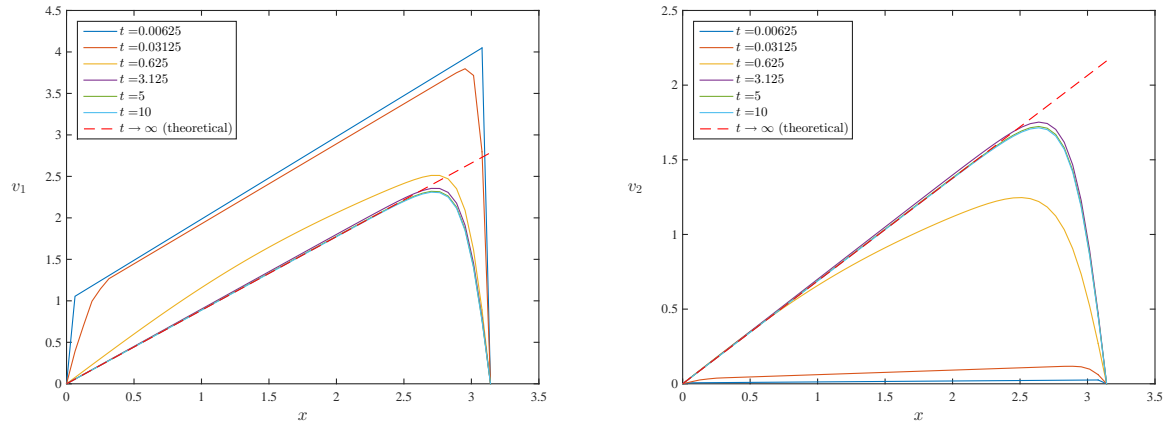 4.5
4
3.5
3
2.5
2
1.5
1
0.5
0
v₁
t =0.00625
t =0.03125
t =0.625
t =3.125
t =5
t =10
t → ∞ (theoretical)
0 0.5 1 1.5 2 2.5 3 3.5
x
2.5
2
1.5
1
0.5
0
v₂
t =0.00625
t =0.03125
t =0.625
t =3.125
t =5
t =10
t → ∞ (theoretical)
0 0.5 1 1.5 2 2.5 3 3.5
x